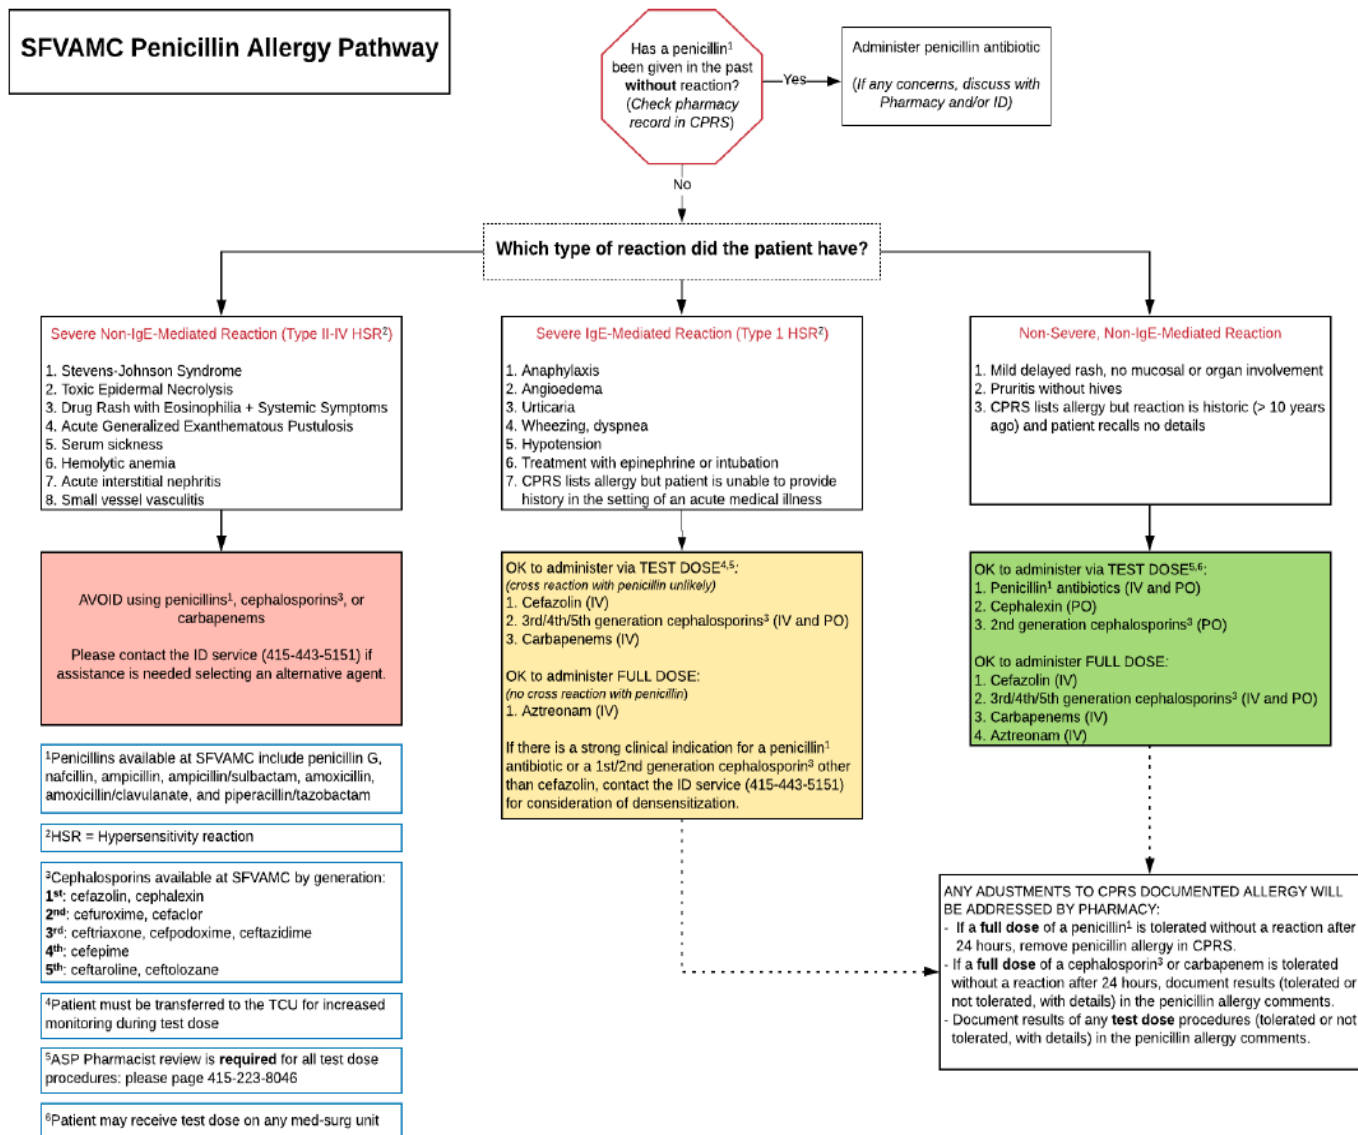 SFVAMC Penicillin Allergy Pathway
Has a penicillin¹
been given in the past
without reaction?
(Check pharmacy
record in CPRS)
Yes
Administer penicillin antibiotic
(If any concerns, discuss with
Pharmacy and/or ID)
No
Which type of reaction did the patient have?
Severe Non-IgE-Mediated Reaction (Type II-IV HSR²)
1. Stevens-Johnson Syndrome
2. Toxic Epidermal Necrolysis
3. Drug Rash with Eosinophilia + Systemic Symptoms
4. Acute Generalized Exanthematous Pustulosis
5. Serum sickness
6. Hemolytic anemia
7. Acute interstitial nephritis
8. Small vessel vasculitis
Severe IgE-Mediated Reaction (Type 1 HSR²)
1. Anaphylaxis
2. Angioedema
3. Urticaria
4. Wheezing, dyspnea
5. Hypotension
6. Treatment with epinephrine or intubation
7. CPRS lists allergy but patient is unable to provide
history in the setting of an acute medical illness
Non-Severe, Non-IgE-Mediated Reaction
1. Mild delayed rash, no mucosal or organ involvement
2. Pruritis without hives
3. CPRS lists allergy but reaction is historic (> 10 years
ago) and patient recalls no details
AVOID using penicillins¹, cephalosporins³, or
carbapenems
Please contact the ID service (415-443-5151) if
assistance is needed selecting an alternative agent.
OK to administer via TEST DOSE⁴,⁵:
(cross reaction with penicillin unlikely)
1. Cefazolin (IV)
2. 3rd/4th/5th generation cephalosporins³ (IV and PO)
3. Carbapenems (IV)
OK to administer FULL DOSE:
(no cross reaction with penicillin)
1. Aztreonam (IV)
If there is a strong clinical indication for a penicillin¹
antibiotic or a 1st/2nd generation cephalosporin³ other
than cefazolin, contact the ID service (415-443-5151)
for consideration of densensitization.
OK to administer via TEST DOSE⁵,⁶:
1. Penicillin¹ antibiotics (IV and PO)
2. Cephalexin (PO)
3. 2nd generation cephalosporins³ (PO)
OK to administer FULL DOSE:
1. Cefazolin (IV)
2. 3rd/4th/5th generation cephalosporins³ (IV and PO)
3. Carbapenems (IV)
4. Aztreonam (IV)
¹Penicillins available at SFVAMC include penicillin G,
nafcillin, ampicillin, ampicillin/sulbactam, amoxicillin,
amoxicillin/clavulanate, and piperacillin/tazobactam
²HSR = Hypersensitivity reaction
³Cephalosporins available at SFVAMC by generation:
1st: cefazolin, cephalexin
2nd: cefuroxime, cefaclor
3rd: ceftriaxone, cefpodoxime, ceftazidime
4th: cefepime
5th: ceftaroline, ceftolozane
⁴Patient must be transferred to the TCU for increased
monitoring during test dose
⁵ASP Pharmacist review is required for all test dose
procedures: please page 415-223-8046
⁶Patient may receive test dose on any med-surg unit
ANY ADUSTMENTS TO CPRS DOCUMENTED ALLERGY WILL
BE ADDRESSED BY PHARMACY:
- If a full dose of a penicillin¹ is tolerated without a reaction after
24 hours, remove penicillin allergy in CPRS.
- If a full dose of a cephalosporin³ or carbapenem is tolerated
without a reaction after 24 hours, document results (tolerated or
not tolerated, with details) in the penicillin allergy comments.
- Document results of any test dose procedures (tolerated or not
tolerated, with details) in the penicillin allergy comments.